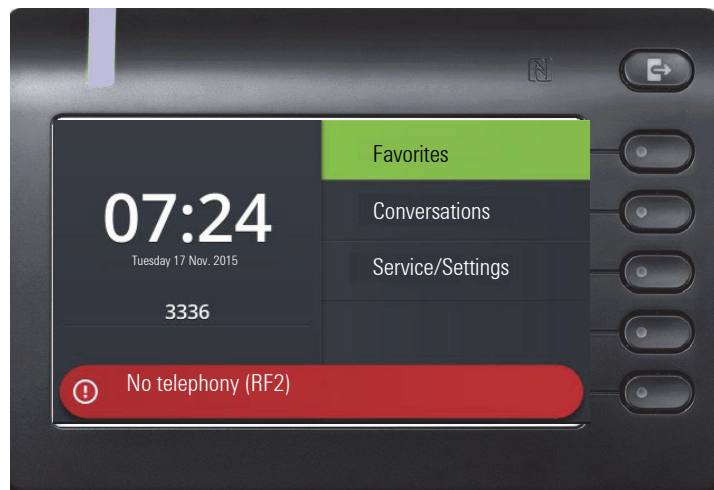 07:24
Tuesday 17 Nov. 2015
3336
Favorites
Conversations
Service/Settings
No telephony (RF2)